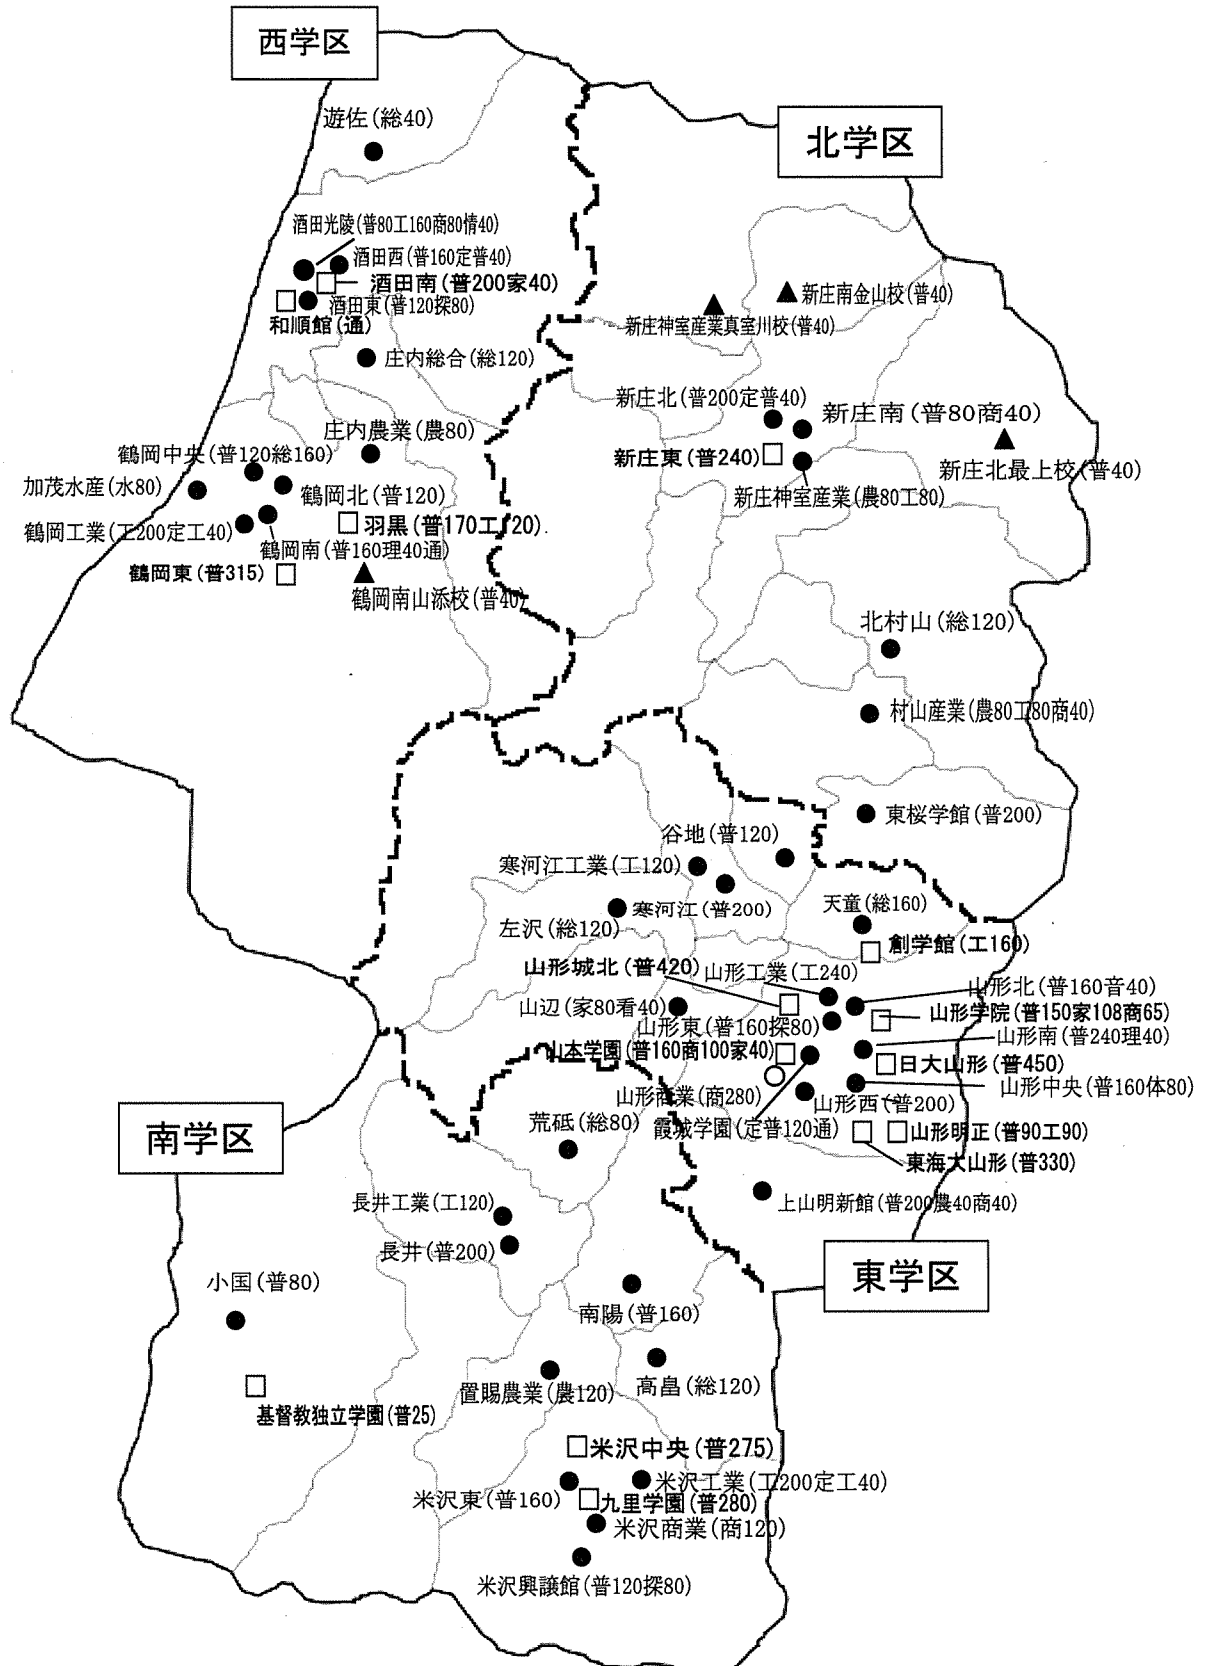 西学区
遊佐(総40)
北学区
酒田光陵(普80工160商80情40)
酒田西(普160定普40)
酒田南(普200家40)
酒田東(普120探80)
和順館(通)
新庄南金山校(普40)
新庄神室産業真室川校(普40)
庄内総合(総120)
新庄北(普200定普40)
新庄南(普80商40)
庄内農業(農80)
鶴岡中央(普120総160)
新庄東(普240)
新庄北最上校(普40)
加茂水産(水80)
鶴岡北(普120)
新庄神室産業(農80工80)
鶴岡工業(工200定工40)
羽黒(普170工120)
鶴岡南(普160理40通)
鶴岡東(普315)
鶴岡南山添校(普40)
北村山(総120)
村山産業(農80工80商40)
東桜学館(普200)
谷地(普120)
寒河江工業(工120)
寒河江(普200)
天童(総160)
左沢(総120)
創学館(工160)
山形城北(普420)
山形工業(工240)
山形北(普160音40)
山辺(家80看40)
山形学院(普150家108商65)
山形東(普160探80)
山形南(普240理40)
山本学園(普160商100家40)
日大山形(普450)
山形中央(普160体80)
山形商業(商280)
山形西(普200)
荒砥(総80)
霞城学園(定普120通)
山形明正(普90工90)
南学区
東海大山形(普330)
長井工業(工120)
上山明新館(普200農40商40)
長井(普200)
東学区
小国(普80)
南陽(普160)
高畠(総120)
置賜農業(農120)
基督教独立学園(普25)
米沢中央(普275)
米沢工業(工200定工40)
米沢東(普160)
九里学園(普280)
米沢商業(商120)
米沢興譲館(普120探80)